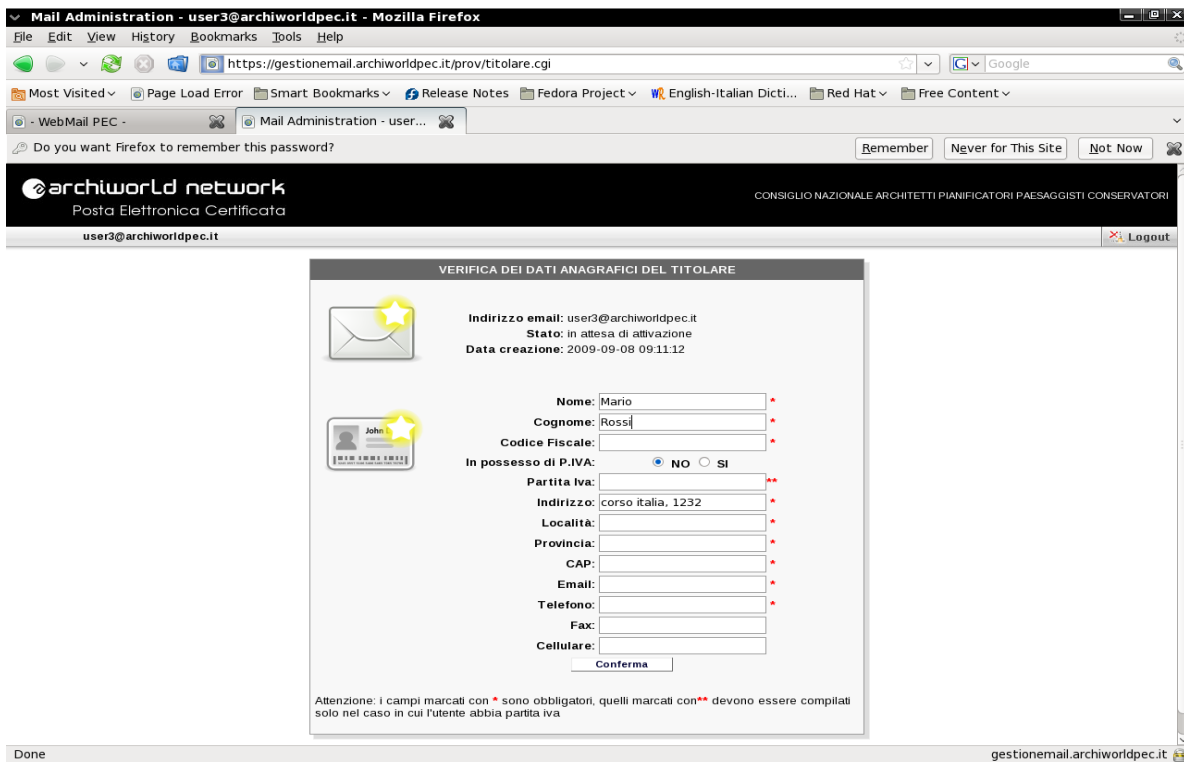 Mail Administration - user3@archiworldpec.it - Mozilla Firefox
File Edit View History Bookmarks Tools Help
https://gestionemail.archiworldpec.it/prov/titolare.cgi
G Google
Most Visited Page Load Error Smart Bookmarks Release Notes Fedora Project English-Italian Dicti... Red Hat Free Content
- WebMail PEC - Mail Administration - user...
Do you want Firefox to remember this password? Remember Never for This Site Not Now
archiworld network
Posta Elettronica Certificata
CONSIGLIO NAZIONALE ARCHITETTI PIANIFICATORI PAESAGGISTI CONSERVATORI
user3@archiworldpec.it Logout
VERIFICA DEI DATI ANAGRAFICI DEL TITOLARE
Indirizzo email: user3@archiworldpec.it
Stato: in attesa di attivazione
Data creazione: 2009-09-08 09:11:12
John
Nome: Mario *
Cognome: Rossi *
Codice Fiscale: *
In possesso di P.IVA: NO SI
Partita Iva: **
Indirizzo: corso italia, 1232 *
Località: *
Provincia: *
CAP: *
Email: *
Telefono: *
Fax:
Cellulare:
Conferma
Attenzione: i campi marcati con * sono obbligatori, quelli marcati con** devono essere compilati
solo nel caso in cui l'utente abbia partita iva
Done gestionemail.archiworldpec.it